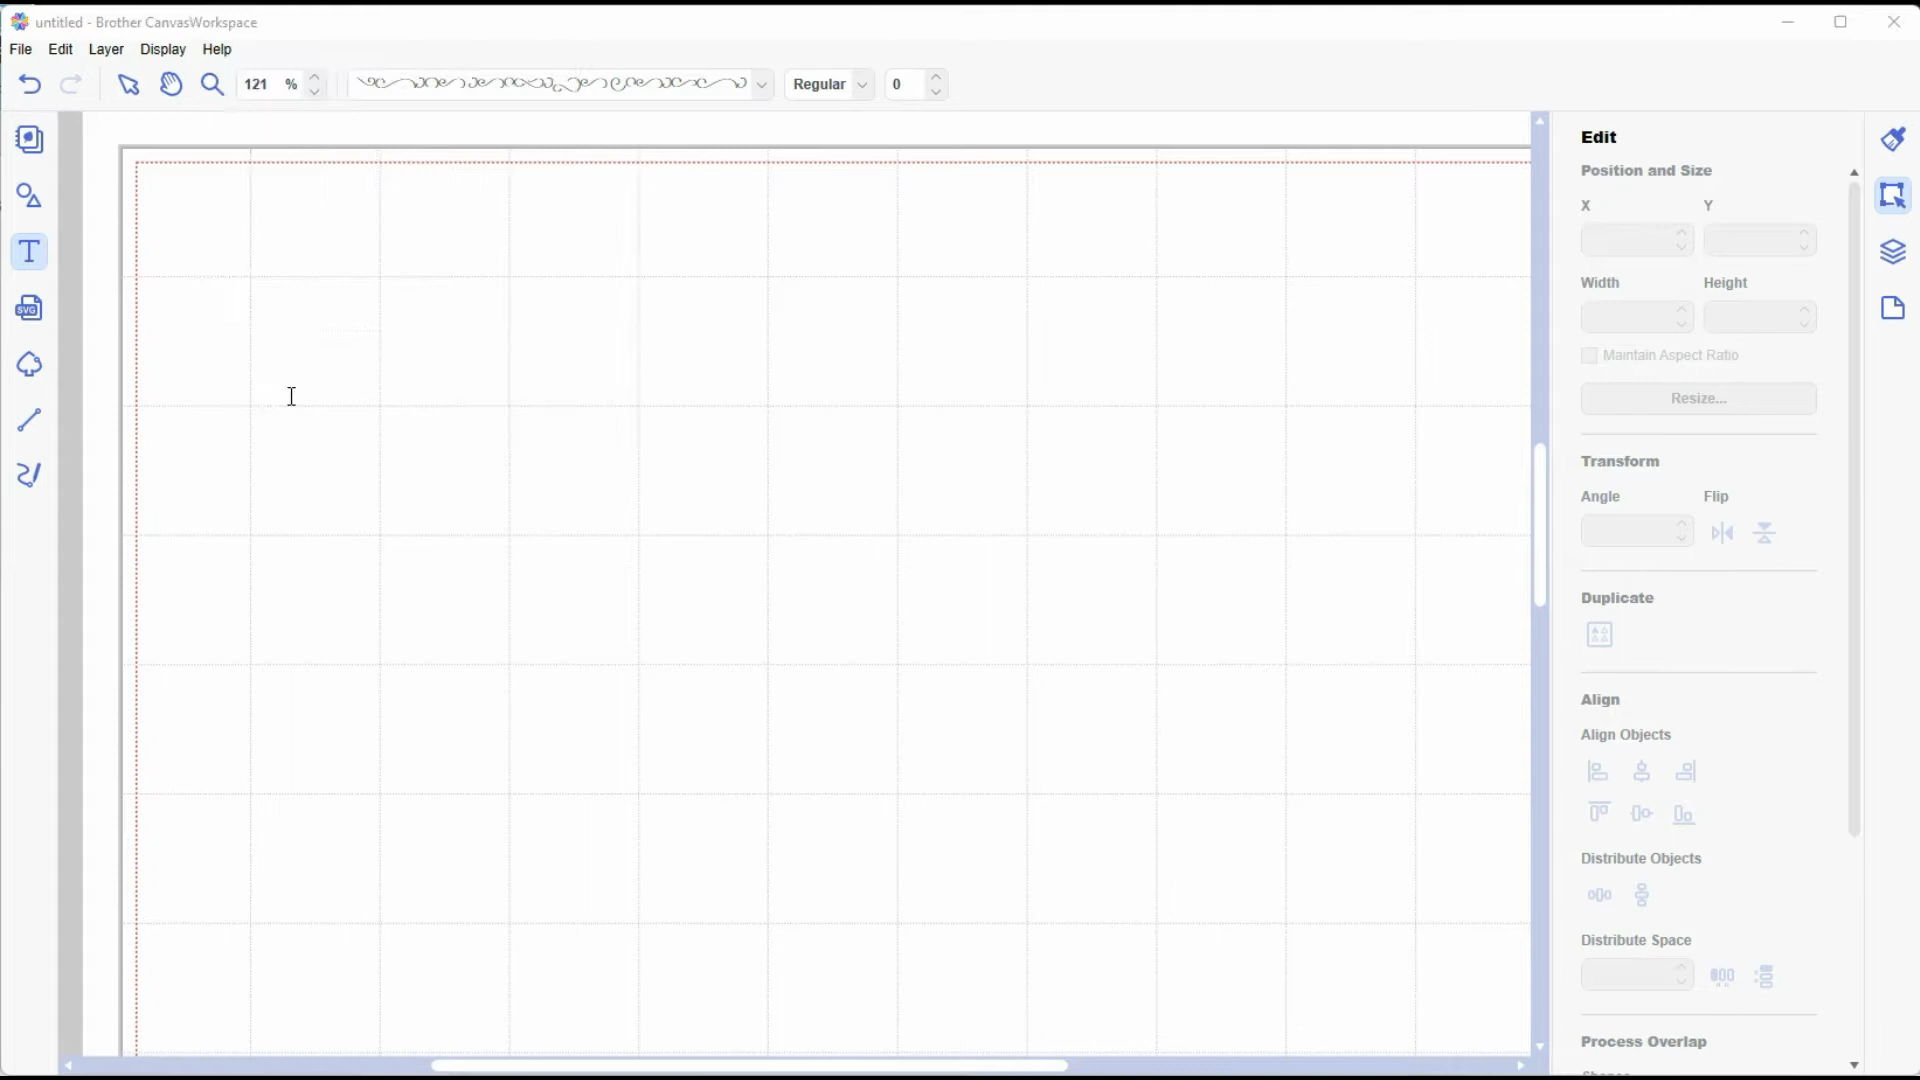 untitled - Brother CanvasWorkspace
File Edit Layer Display Help
121 % Regular 0
T
SVG
Edit
Position and Size
X Y
Width Height
Maintain Aspect Ratio
Resize...
Transform
Angle Flip
Duplicate
Align
Align Objects
Distribute Objects
Distribute Space
Process Overlap